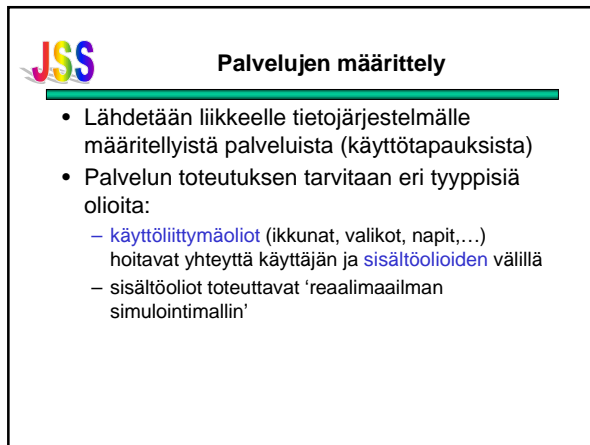 JSS
Palvelujen määrittely
• Lähdetään liikkeelle tietojärjestelmälle
määritellyistä palveluista (käyttötapauksista)
• Palvelun toteutuksen tarvitaan eri tyyppisiä
olioita:
– käyttöliittymäoliot (ikkunat, valikot, napit,…)
hoitavat yhteyttä käyttäjän ja sisältöolioiden välillä
– sisältöoliot toteuttavat ‘reaalimaailman
simulointimallin’